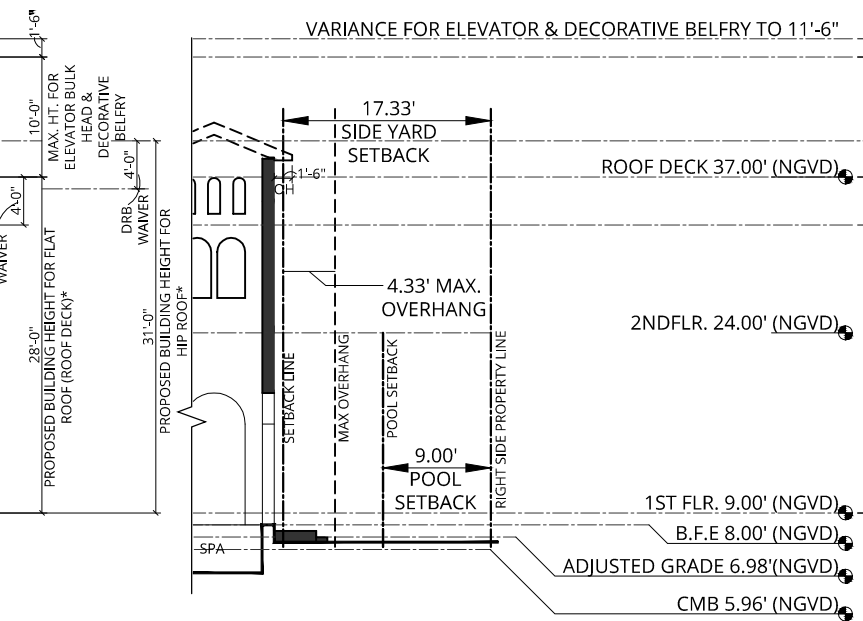 VARIANCE FOR ELEVATOR & DECORATIVE BELFRY TO 11'-6"
1'-6"
10'-0"
MAX. HT. FOR
ELEVATOR BULK
HEAD &
DECORATIVE
BELFRY
17.33'
SIDE YARD
SETBACK
4'-0"
DRB
WAIVER
4'-0"
WAIVER
1'-6"
OH
ROOF DECK 37.00' (NGVD)
28'-0"
PROPOSED BUILDING HEIGHT FOR FLAT
ROOF (ROOF DECK)*
31'-0"
PROPOSED BUILDING HEIGHT FOR
HIP ROOF*
4.33' MAX.
OVERHANG
2NDFLR. 24.00' (NGVD)
SETBACK LINE
MAX OVERHANG
POOL SETBACK
RIGHT SIDE PROPERTY LINE
9.00'
POOL
SETBACK
1ST FLR. 9.00' (NGVD)
B.F.E 8.00' (NGVD)
SPA
ADJUSTED GRADE 6.98'(NGVD)
CMB 5.96' (NGVD)